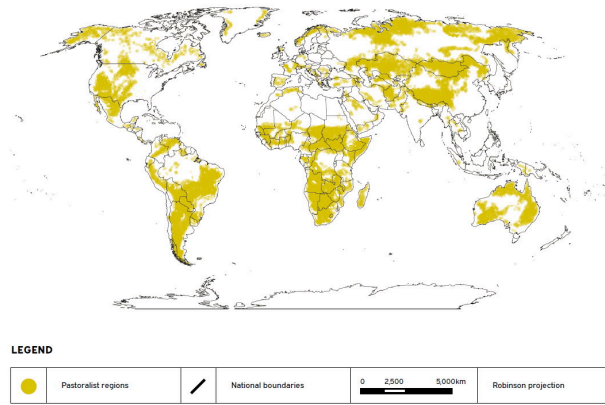 LEGEND
Pastoralist regions
National boundaries
0 2,500 5,000km
Robinson projection